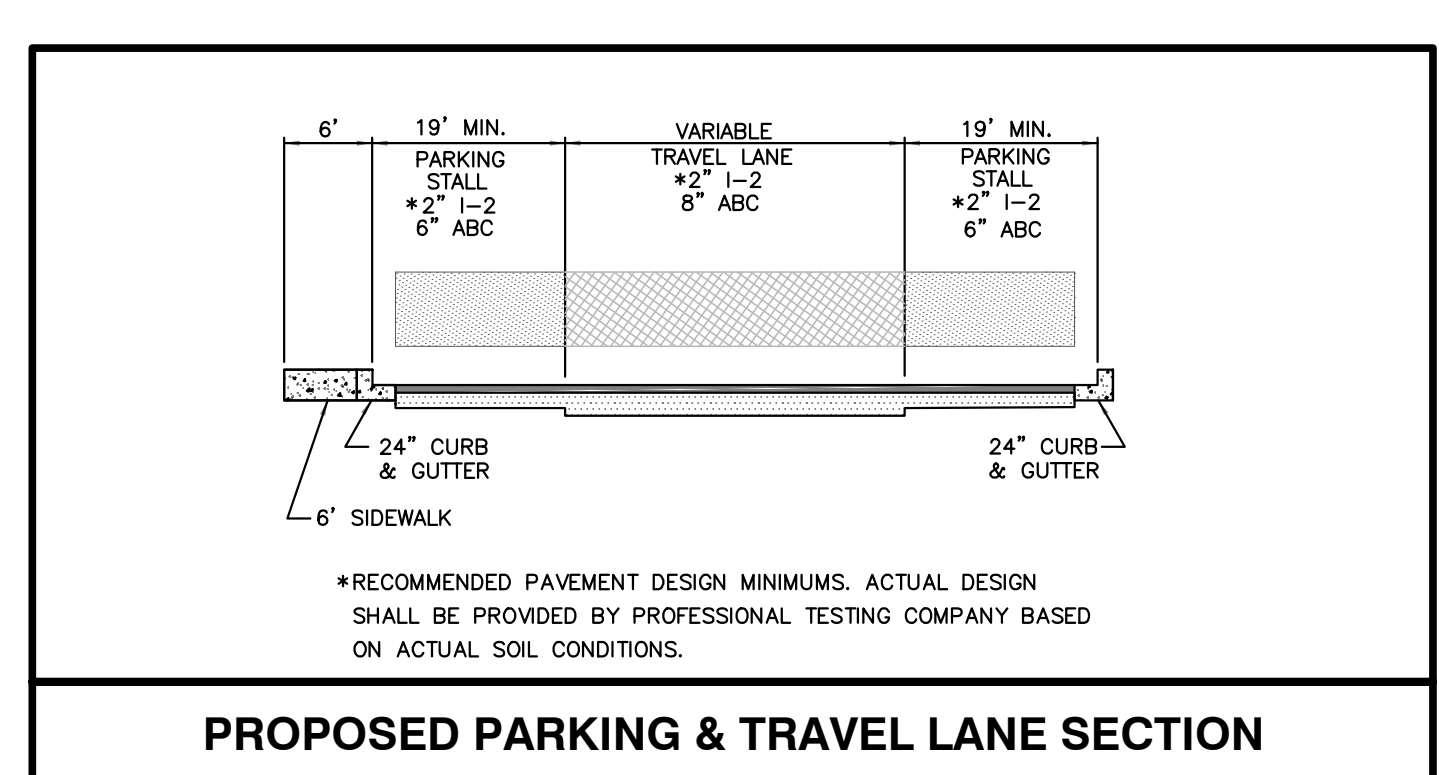 6' 19' MIN. VARIABLE 19' MIN.
PARKING TRAVEL LANE PARKING
STALL *2" I-2 STALL
*2" I-2 8" ABC *2" I-2
6" ABC 6" ABC
24" CURB 24" CURB
& GUTTER & GUTTER
6' SIDEWALK
*RECOMMENDED PAVEMENT DESIGN MINIMUMS. ACTUAL DESIGN
SHALL BE PROVIDED BY PROFESSIONAL TESTING COMPANY BASED
ON ACTUAL SOIL CONDITIONS.
PROPOSED PARKING & TRAVEL LANE SECTION